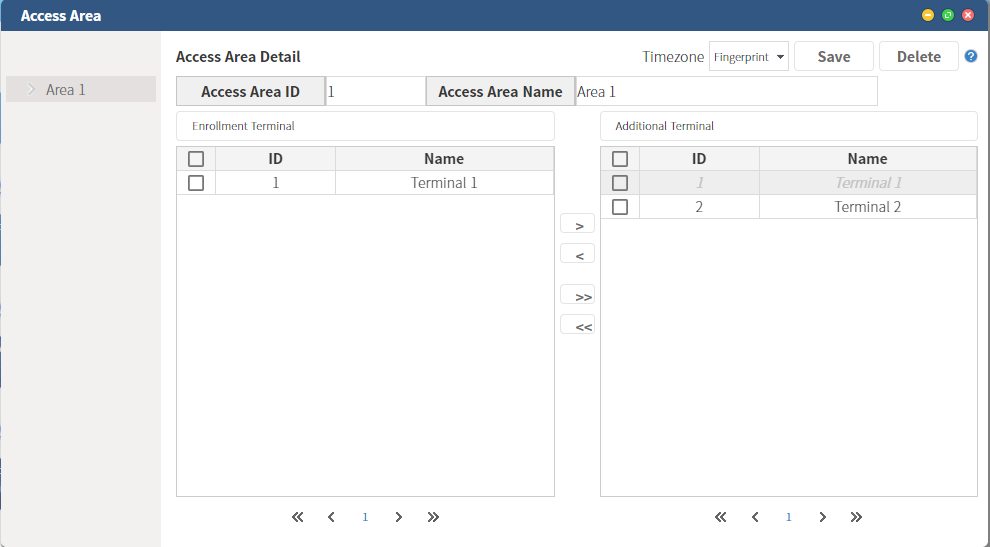 Access Area
Area 1
Access Area Detail
Timezone Fingerprint Save Delete ?
Access Area ID 1 Access Area Name Area 1
Enrollment Terminal
ID Name
1 Terminal 1
>
<
>>
<<
Additional Terminal
ID Name
1 Terminal 1
2 Terminal 2
« < 1 > »
« < 1 > »